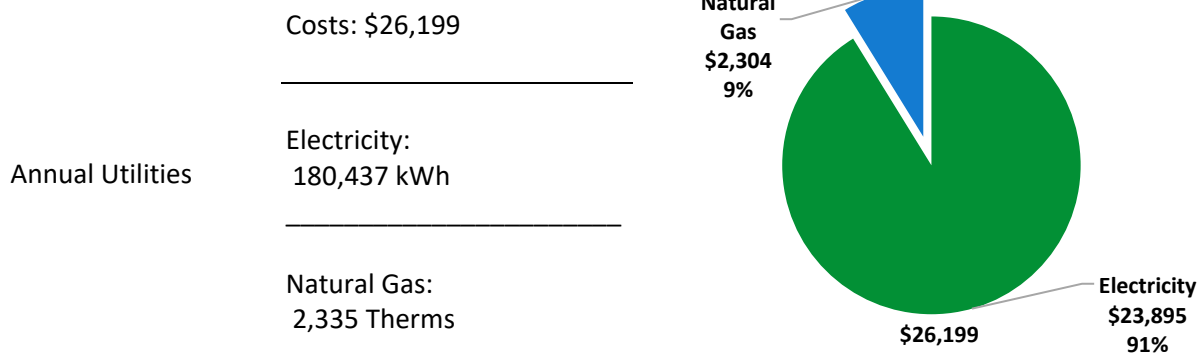 Annual Utilities
Costs: $26,199
Electricity:
180,437 kWh
Natural Gas:
2,335 Therms
Natural
Gas
$2,304
9%
Electricity
$23,895
91%
$26,199